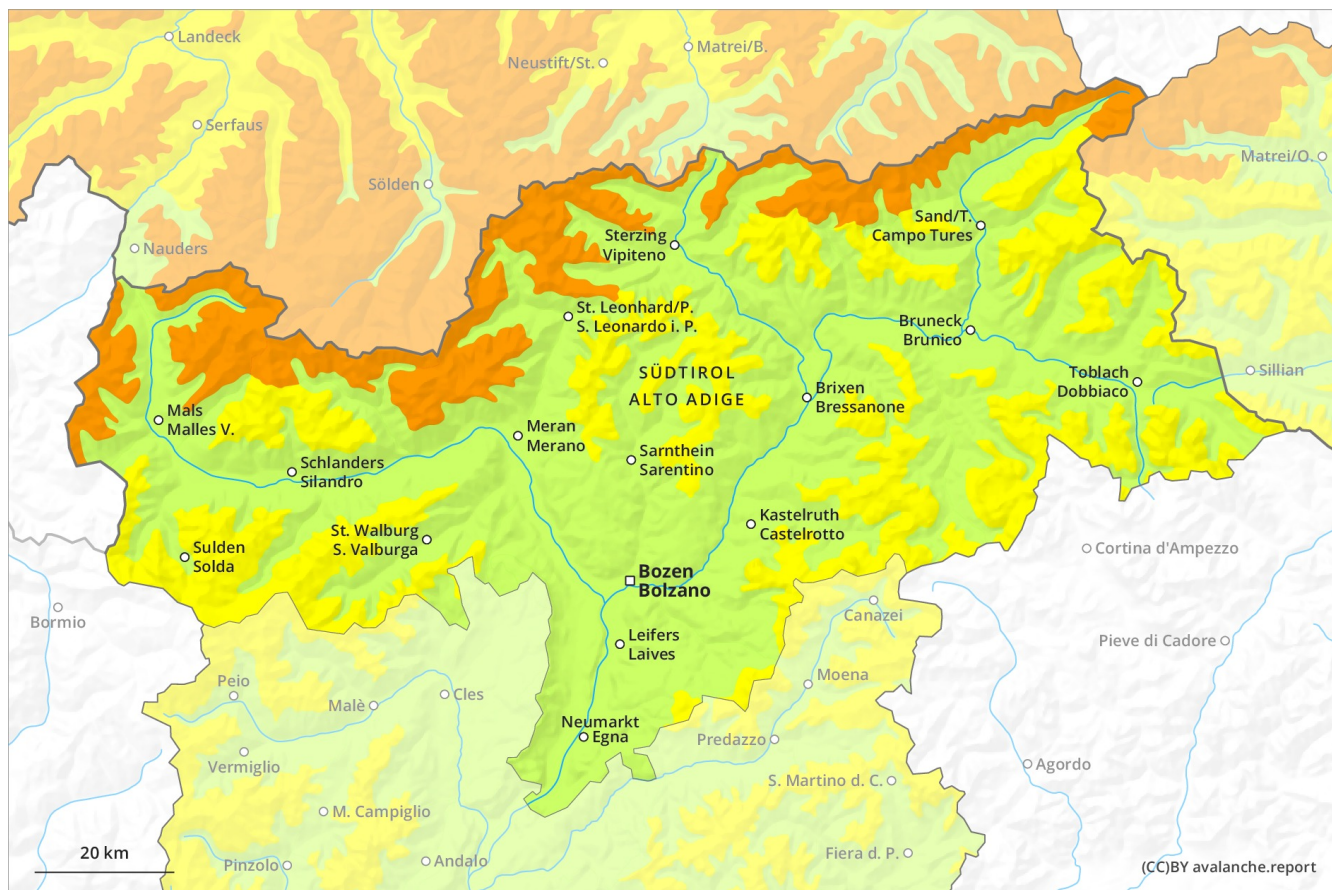 Landeck
Matrei/B.
Neustift/St.
Serfaus
Matrei/O.
Sölden
Sand/T.
Campo Tures
Nauders
Sterzing
Vipiteno
St. Leonhard/P.
S. Leonardo i. P.
Bruneck
Brunico
SÜDTIROL
ALTO ADIGE
Toblach
Dobbiaco
Sillian
Brixen
Bressanone
Mals
Malles V.
Meran
Merano
Sarnthein
Sarentino
Schlanders
Silandro
Kastelruth
Castelrotto
St. Walburg
S. Valburga
Sulden
Solda
Cortina d'Ampezzo
Bozen
Bolzano
Bormio
Canazei
Leifers
Laives
Pieve di Cadore
Peio
Moena
Malè
Cles
Neumarkt
Egna
Predazzo
Vermiglio
Agordo
S. Martino d. C.
M. Campiglio
20 km
Andalo
Fiera d. P.
Pinzolo
(CC)BY avalanche.report